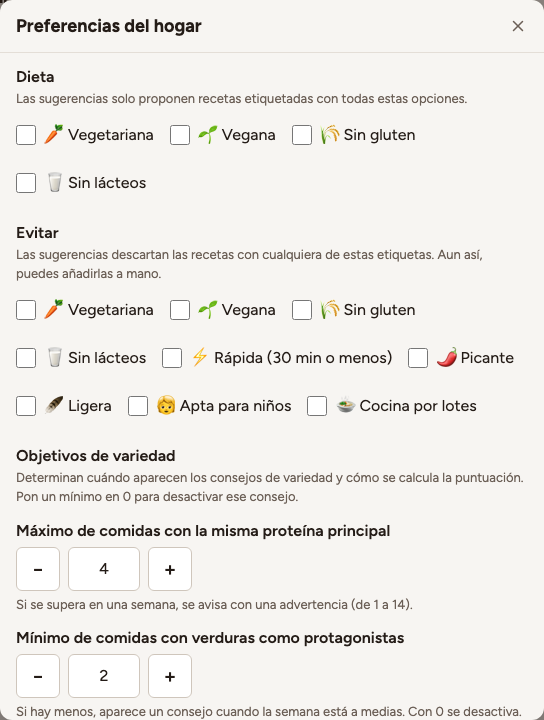 Preferencias del hogar
Dieta
Las sugerencias solo proponen recetas etiquetadas con todas estas opciones.
Vegetariana Vegana Sin gluten
Sin lácteos
Evitar
Las sugerencias descartan las recetas con cualquiera de estas etiquetas. Aun así,
puedes añadirlas a mano.
Vegetariana Vegana Sin gluten
Sin lácteos Rápida (30 min o menos) Picante
Ligera Apta para niños Cocina por lotes
Objetivos de variedad
Determinan cuándo aparecen los consejos de variedad y cómo se calcula la puntuación.
Pon un mínimo en 0 para desactivar ese consejo.
Máximo de comidas con la misma proteína principal
− 4 +
Si se supera en una semana, se avisa con una advertencia (de 1 a 14).
Mínimo de comidas con verduras como protagonistas
− 2 +
Si hay menos, aparece un consejo cuando la semana está a medias. Con 0 se desactiva.